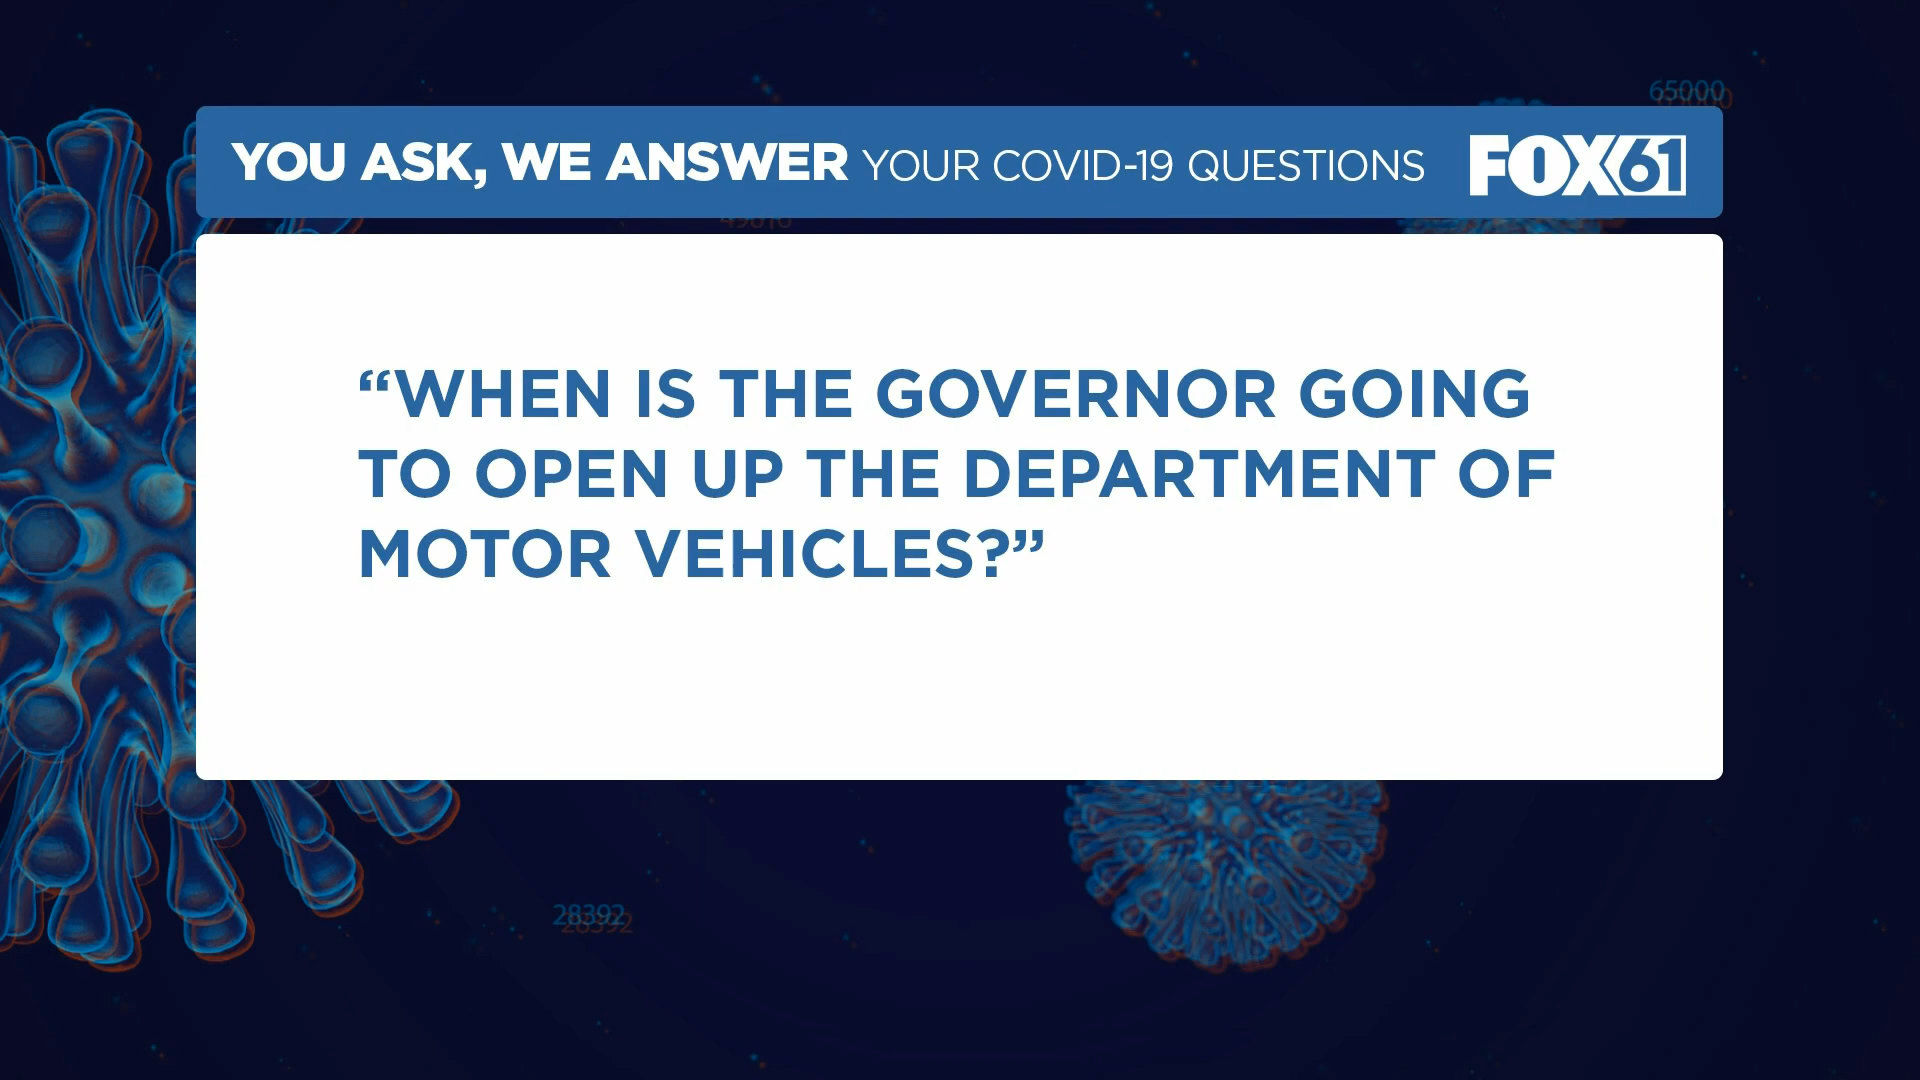 65000
YOU ASK, WE ANSWER YOUR COVID-19 QUESTIONS FOX61
“WHEN IS THE GOVERNOR GOING
TO OPEN UP THE DEPARTMENT OF
MOTOR VEHICLES?”
28392